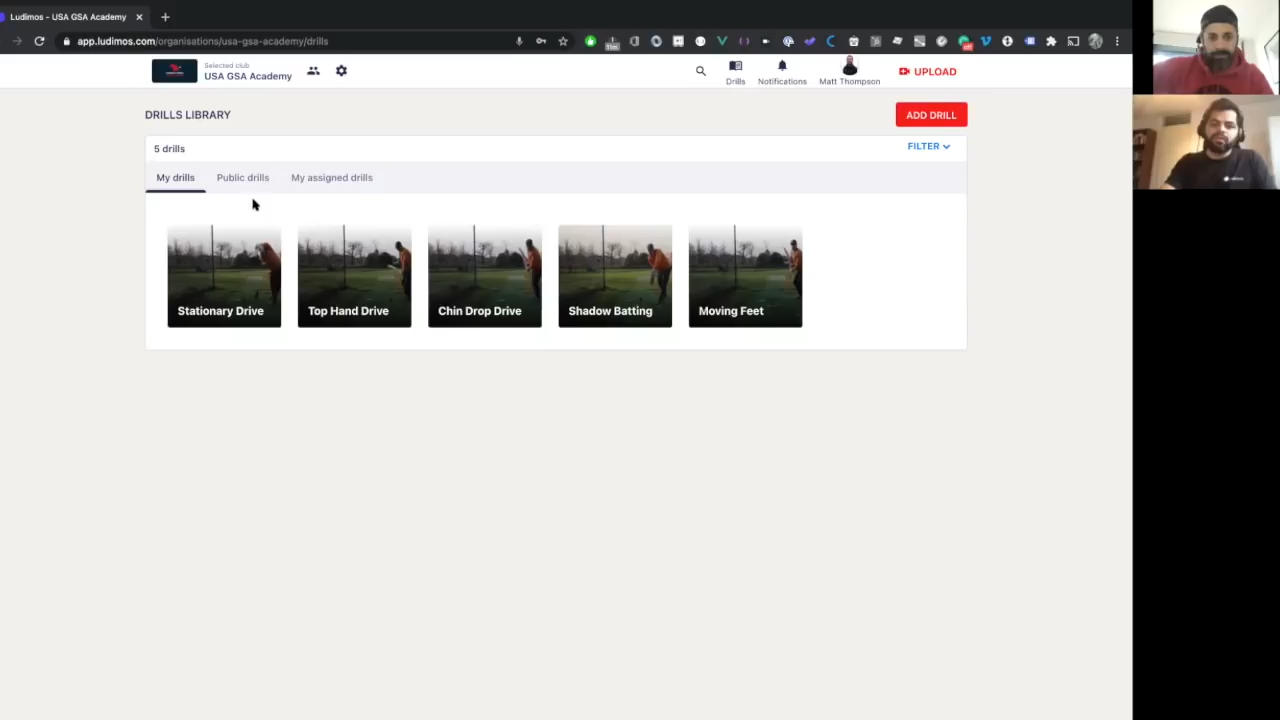 Ludimos - USA GSA Academy
app.ludimos.com/organisations/usa-gsa-academy/drills
Selected club
USA GSA Academy
Drills
Notifications
Matt Thompson
UPLOAD
DRILLS LIBRARY
ADD DRILL
5 drills
FILTER
My drills
Public drills
My assigned drills
Stationary Drive
Top Hand Drive
Chin Drop Drive
Shadow Batting
Moving Feet